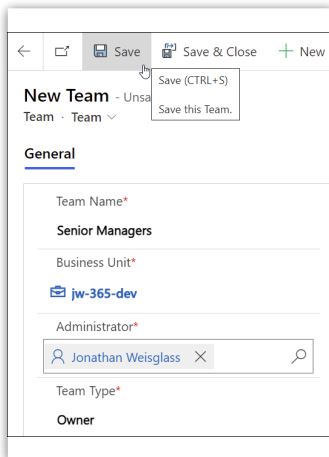 Save Save & Close New
Save (CTRL+S)
Save this Team.
New Team - Unsa
Team · Team
General
Team Name*
Senior Managers
Business Unit*
jw-365-dev
Administrator*
Jonathan Weisglass
Team Type*
Owner